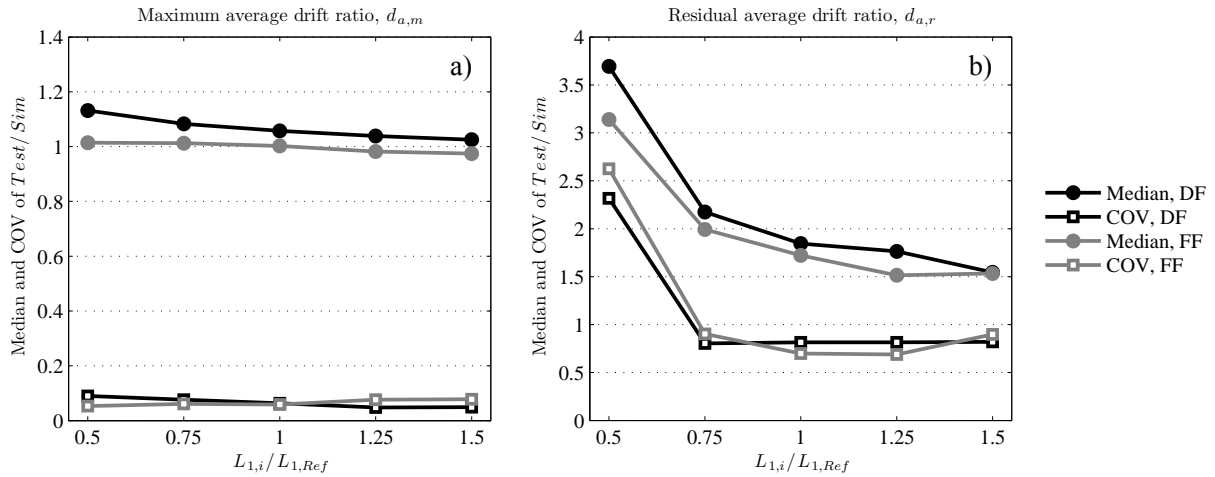 Maximum average drift ratio, d_{a,m}
a)
1.4
1.2
1
0.8
0.6
0.4
0.2
0
Median and COV of Test/Sim
0.5 0.75 1 1.25 1.5
L_{1,i}/L_{1,Ref}
Residual average drift ratio, d_{a,r}
b)
4
3.5
3
2.5
2
1.5
1
0.5
0
Median and COV of Test/Sim
0.5 0.75 1 1.25 1.5
L_{1,i}/L_{1,Ref}
Median, DF
COV, DF
Median, FF
COV, FF